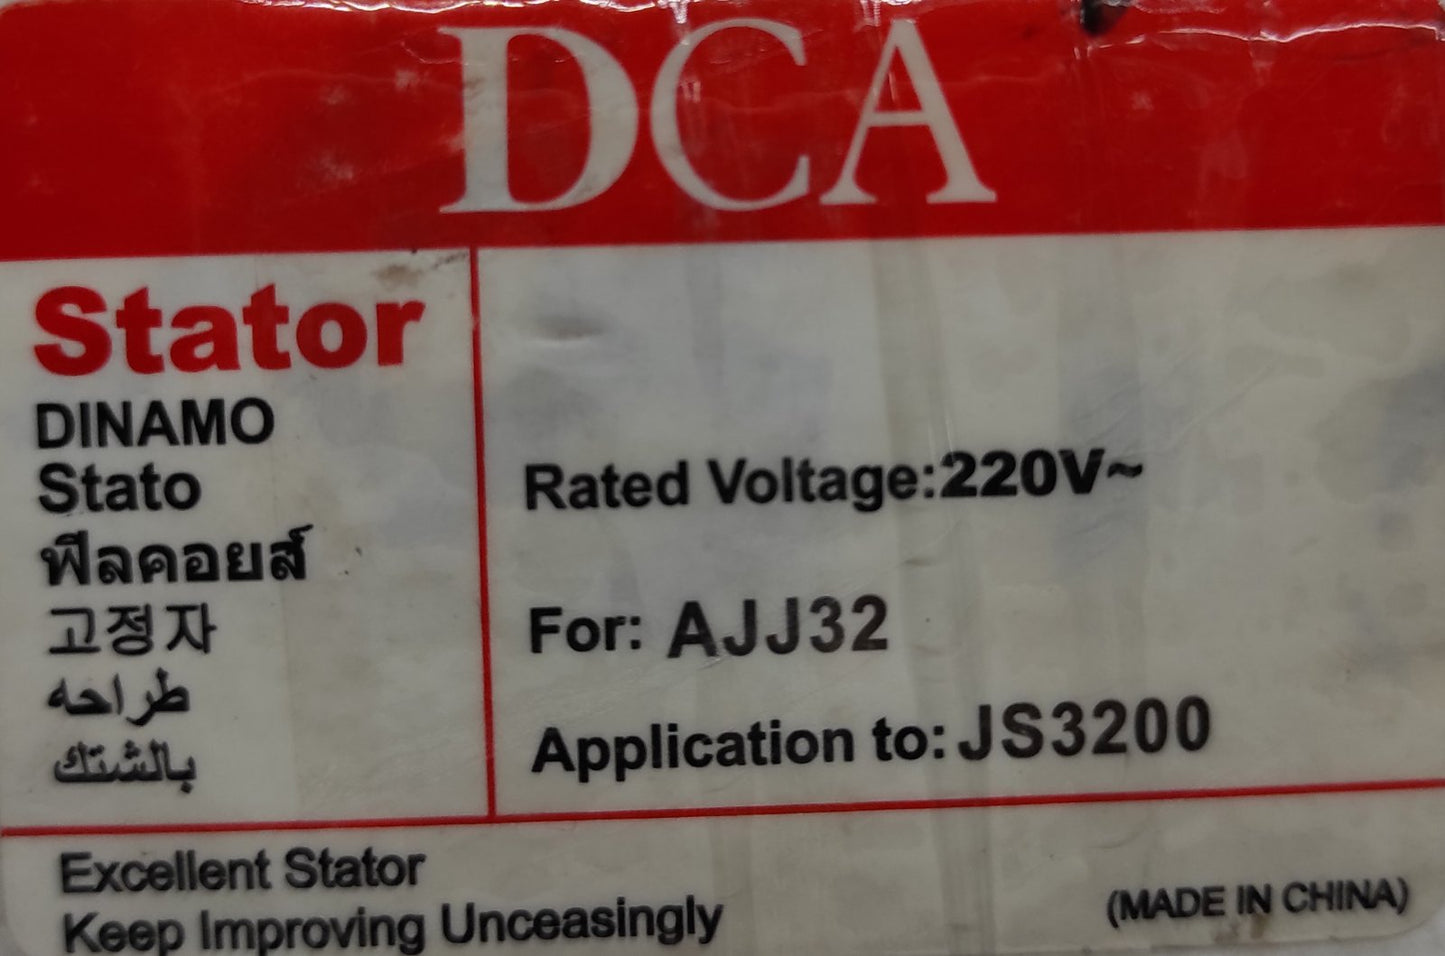 DCA
Stator
DINAMO
Stato
ฟีลคอยส์
고정자
طراحه
بالشتك
Rated Voltage:220V~
For: AJJ32
Application to:JS3200
Excellent Stator
Keep Improving Unceasingly
(MADE IN CHINA)